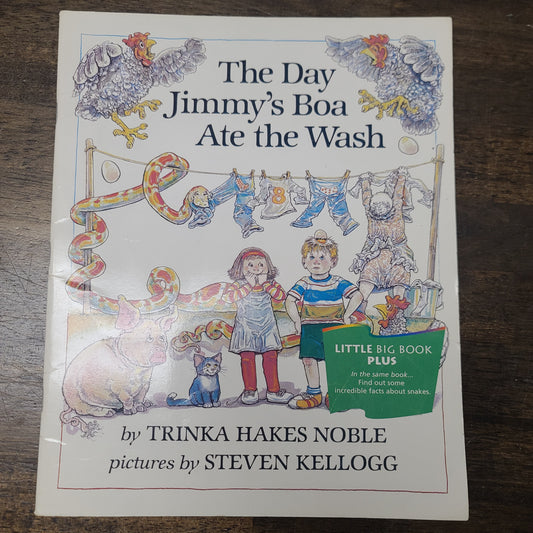 The Day
Jimmy's Boa
Ate the Wash
8
LITTLE BIG BOOK
PLUS
In the same book...
Find out some
incredible facts about snakes.
by TRINKA HAKES NOBLE
pictures by STEVEN KELLOGG